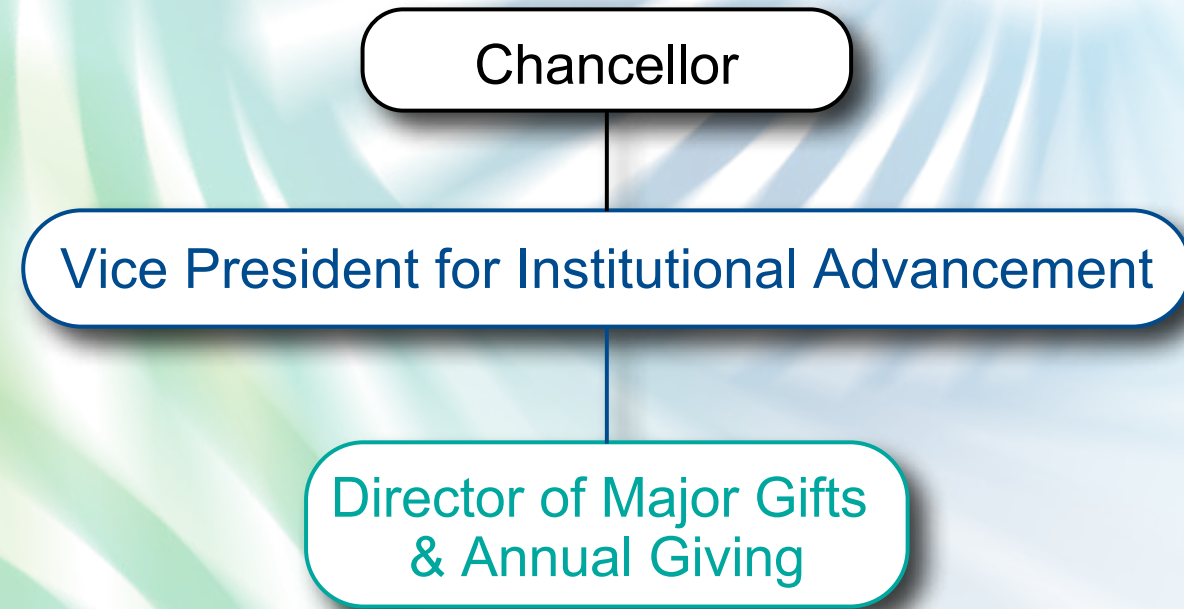 Chancellor
Vice President for Institutional Advancement
Director of Major Gifts
& Annual Giving